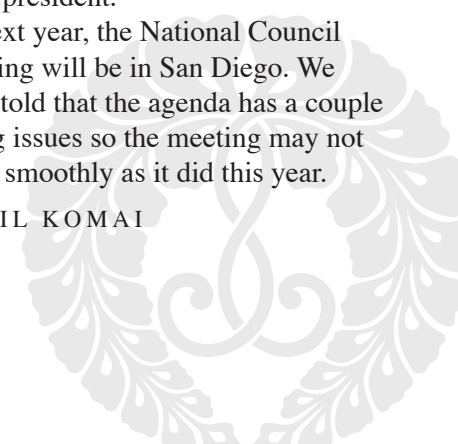 president.
ext year, the National Council
ing will be in San Diego. We
told that the agenda has a couple
g issues so the meeting may not
smoothly as it did this year.
IL KOMAI